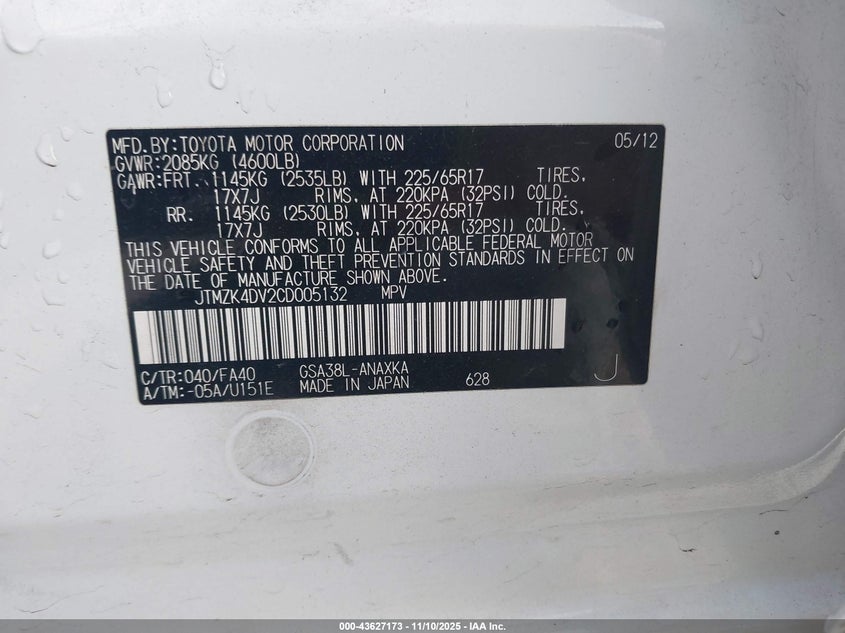 MFD.BY:TOYOTA MOTOR CORPORATION 05/12
GVWR:2085KG (4600LB)
GAWR:FRT. 1145KG (2535LB) WITH 225/65R17 TIRES,
17X7J RIMS, AT 220KPA (32PSI) COLD.
RR. 1145KG (2530LB) WITH 225/65R17 TIRES,
17X7J RIMS, AT 220KPA (32PSI) COLD.
THIS VEHICLE CONFORMS TO ALL APPLICABLE FEDERAL MOTOR
VEHICLE SAFETY AND THEFT PREVENTION STANDARDS IN EFFECT ON
THE DATE OF MANUFACTURE SHOWN ABOVE.
JTMZK4DV2CD005132 MPV
C/TR:040/FA40 GSA38L-ANAXKA
A/TM:-05A/U151E MADE IN JAPAN 628 J
000-43627173 — 11/10/2025 — IAA Inc.